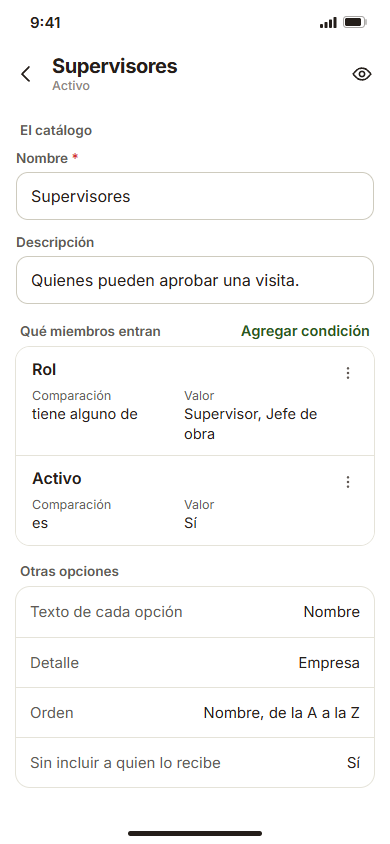 9:41
Supervisores
Activo
El catálogo
Nombre *
Supervisores
Descripción
Quienes pueden aprobar una visita.
Qué miembros entran
Agregar condición
Rol
Comparación
Valor
tiene alguno de
Supervisor, Jefe de
obra
Activo
Comparación
Valor
es
Sí
Otras opciones
Texto de cada opción
Nombre
Detalle
Empresa
Orden
Nombre, de la A a la Z
Sin incluir a quien lo recibe
Sí